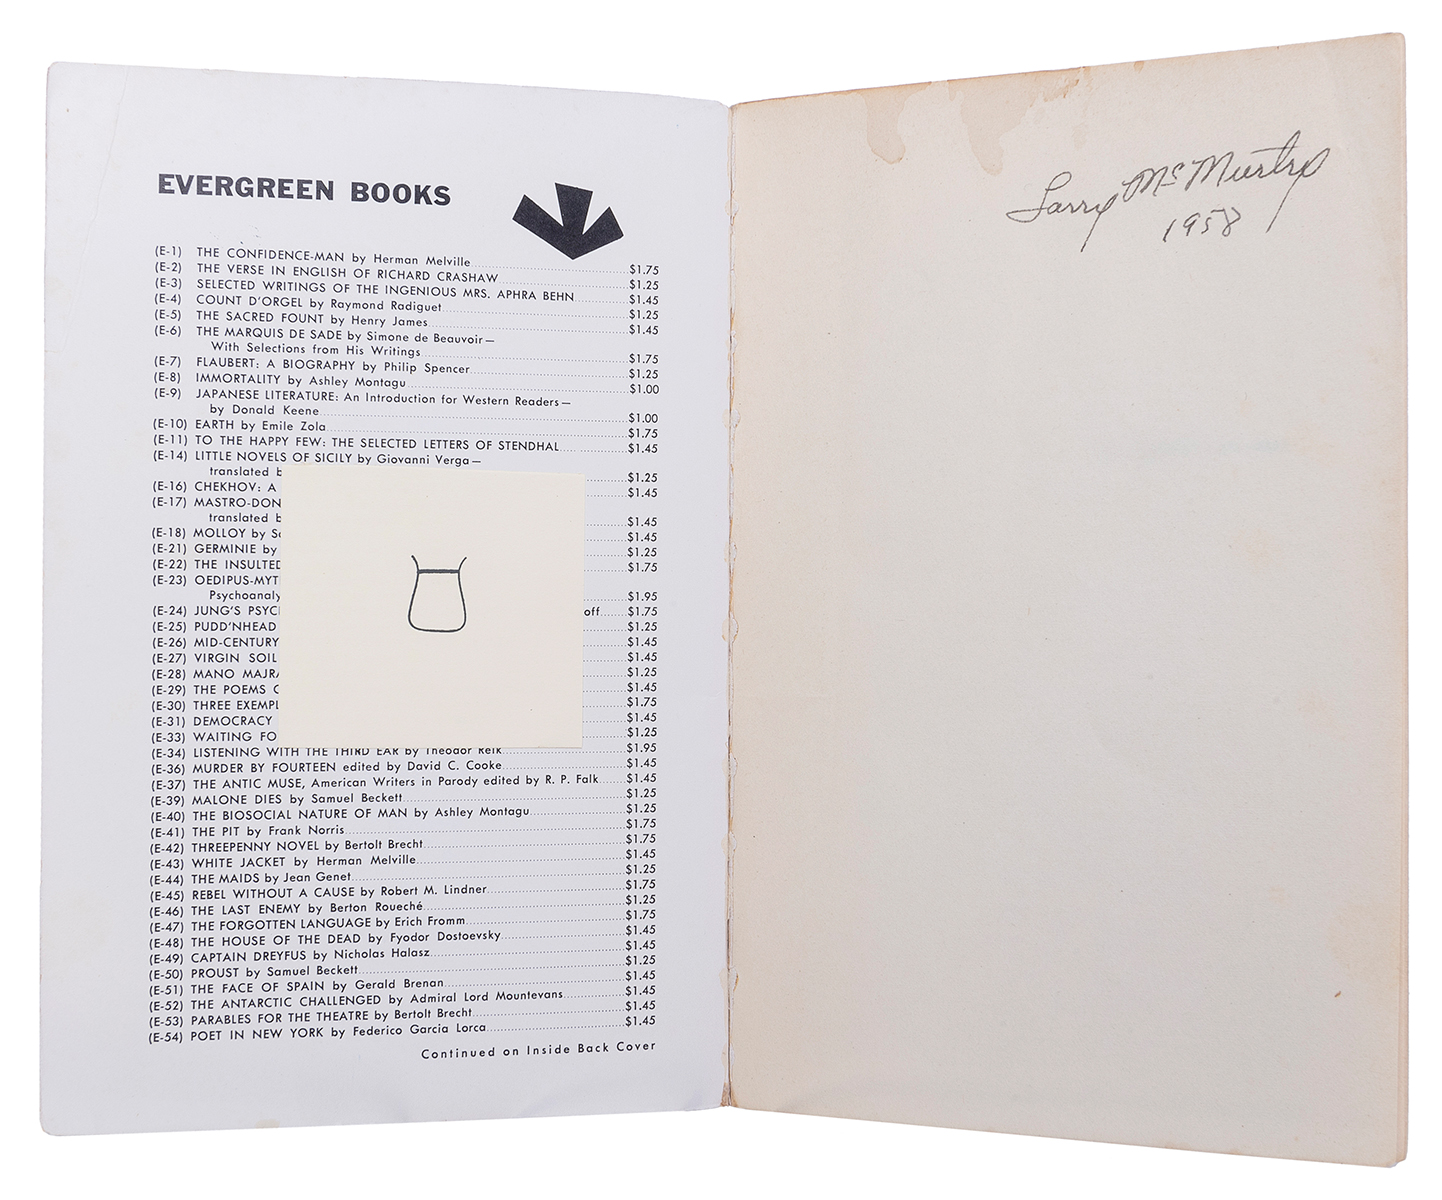 EVERGREEN BOOKS
(E-1) THE CONFIDENCE-MAN by Herman Melville $1.75
(E-2) THE VERSE IN ENGLISH OF RICHARD CRASHAW $1.25
(E-3) SELECTED WRITINGS OF THE INGENIOUS MRS. APHRA BEHN $1.45
(E-4) COUNT D'ORGEL by Raymond Radiguet $1.25
(E-5) THE SACRED FOUNT by Henry James $1.45
(E-6) THE MARQUIS DE SADE by Simone de Beauvoir—
With Selections from His Writings $1.75
(E-7) FLAUBERT: A BIOGRAPHY by Philip Spencer $1.25
(E-8) IMMORTALITY by Ashley Montagu $1.00
(E-9) JAPANESE LITERATURE: An Introduction for Western Readers—
by Donald Keene $1.00
(E-10) EARTH by Emile Zola $1.75
(E-11) TO THE HAPPY FEW: THE SELECTED LETTERS OF STENDHAL $1.45
(E-14) LITTLE NOVELS OF SICILY by Giovanni Verga—
translated b $1.25
(E-16) CHEKHOV: A $1.45
(E-17) MASTRO-DON
translated b $1.45
(E-18) MOLLOY by Sa $1.45
(E-21) GERMINIE by $1.25
(E-22) THE INSULTED $1.75
(E-23) OEDIPUS-MYT
Psychoanaly $1.95
(E-24) JUNG'S PSYC off $1.75
(E-25) PUDD'NHEAD $1.25
(E-26) MID-CENTURY $1.45
(E-27) VIRGIN SOIL $1.45
(E-28) MANO MAJRA $1.25
(E-29) THE POEMS $1.45
(E-30) THREE EXEMPL $1.75
(E-31) DEMOCRACY $1.45
(E-33) WAITING FO $1.25
(E-34) LISTENING WITH THE THIRD EAR by Theodor Reik $1.95
(E-36) MURDER BY FOURTEEN edited by David C. Cooke $1.45
(E-37) THE ANTIC MUSE, American Writers in Parody edited by R. P. Falk $1.45
(E-39) MALONE DIES by Samuel Beckett $1.25
(E-40) THE BIOSOCIAL NATURE OF MAN by Ashley Montagu $1.25
(E-41) THE PIT by Frank Norris $1.75
(E-42) THREEPENNY NOVEL by Bertolt Brecht $1.75
(E-43) WHITE JACKET by Herman Melville $1.45
(E-44) THE MAIDS by Jean Genet $1.25
(E-45) REBEL WITHOUT A CAUSE by Robert M. Lindner $1.75
(E-46) THE LAST ENEMY by Berton Roueché $1.25
(E-47) THE FORGOTTEN LANGUAGE by Erich Fromm $1.75
(E-48) THE HOUSE OF THE DEAD by Fyodor Dostoevsky $1.45
(E-49) CAPTAIN DREYFUS by Nicholas Halasz $1.45
(E-50) PROUST by Samuel Beckett $1.25
(E-51) THE FACE OF SPAIN by Gerald Brenan $1.45
(E-52) THE ANTARCTIC CHALLENGED by Admiral Lord Mountevans $1.45
(E-53) PARABLES FOR THE THEATRE by Bertolt Brecht $1.45
(E-54) POET IN NEW YORK by Federico Garcia Lorca $1.45
Continued on Inside Back Cover
Larry McMurtry
1958